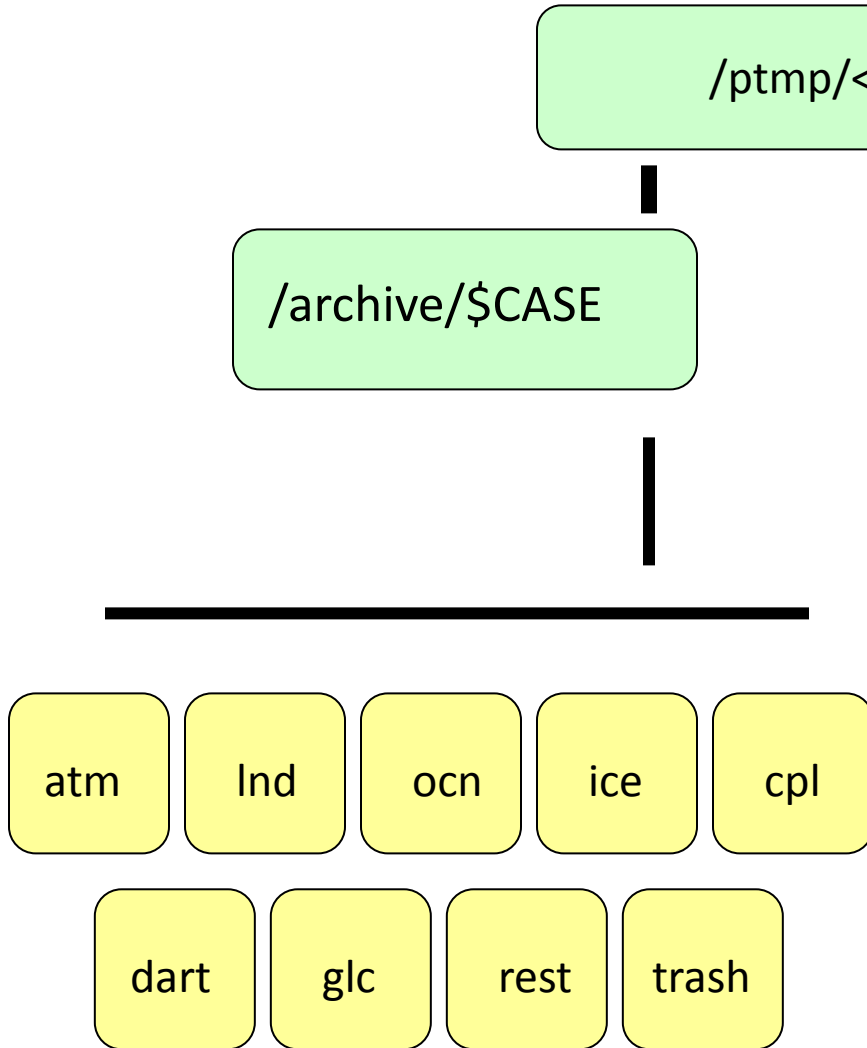 /ptmp/<
/archive/$CASE
atm lnd ocn ice cpl
dart glc rest trash